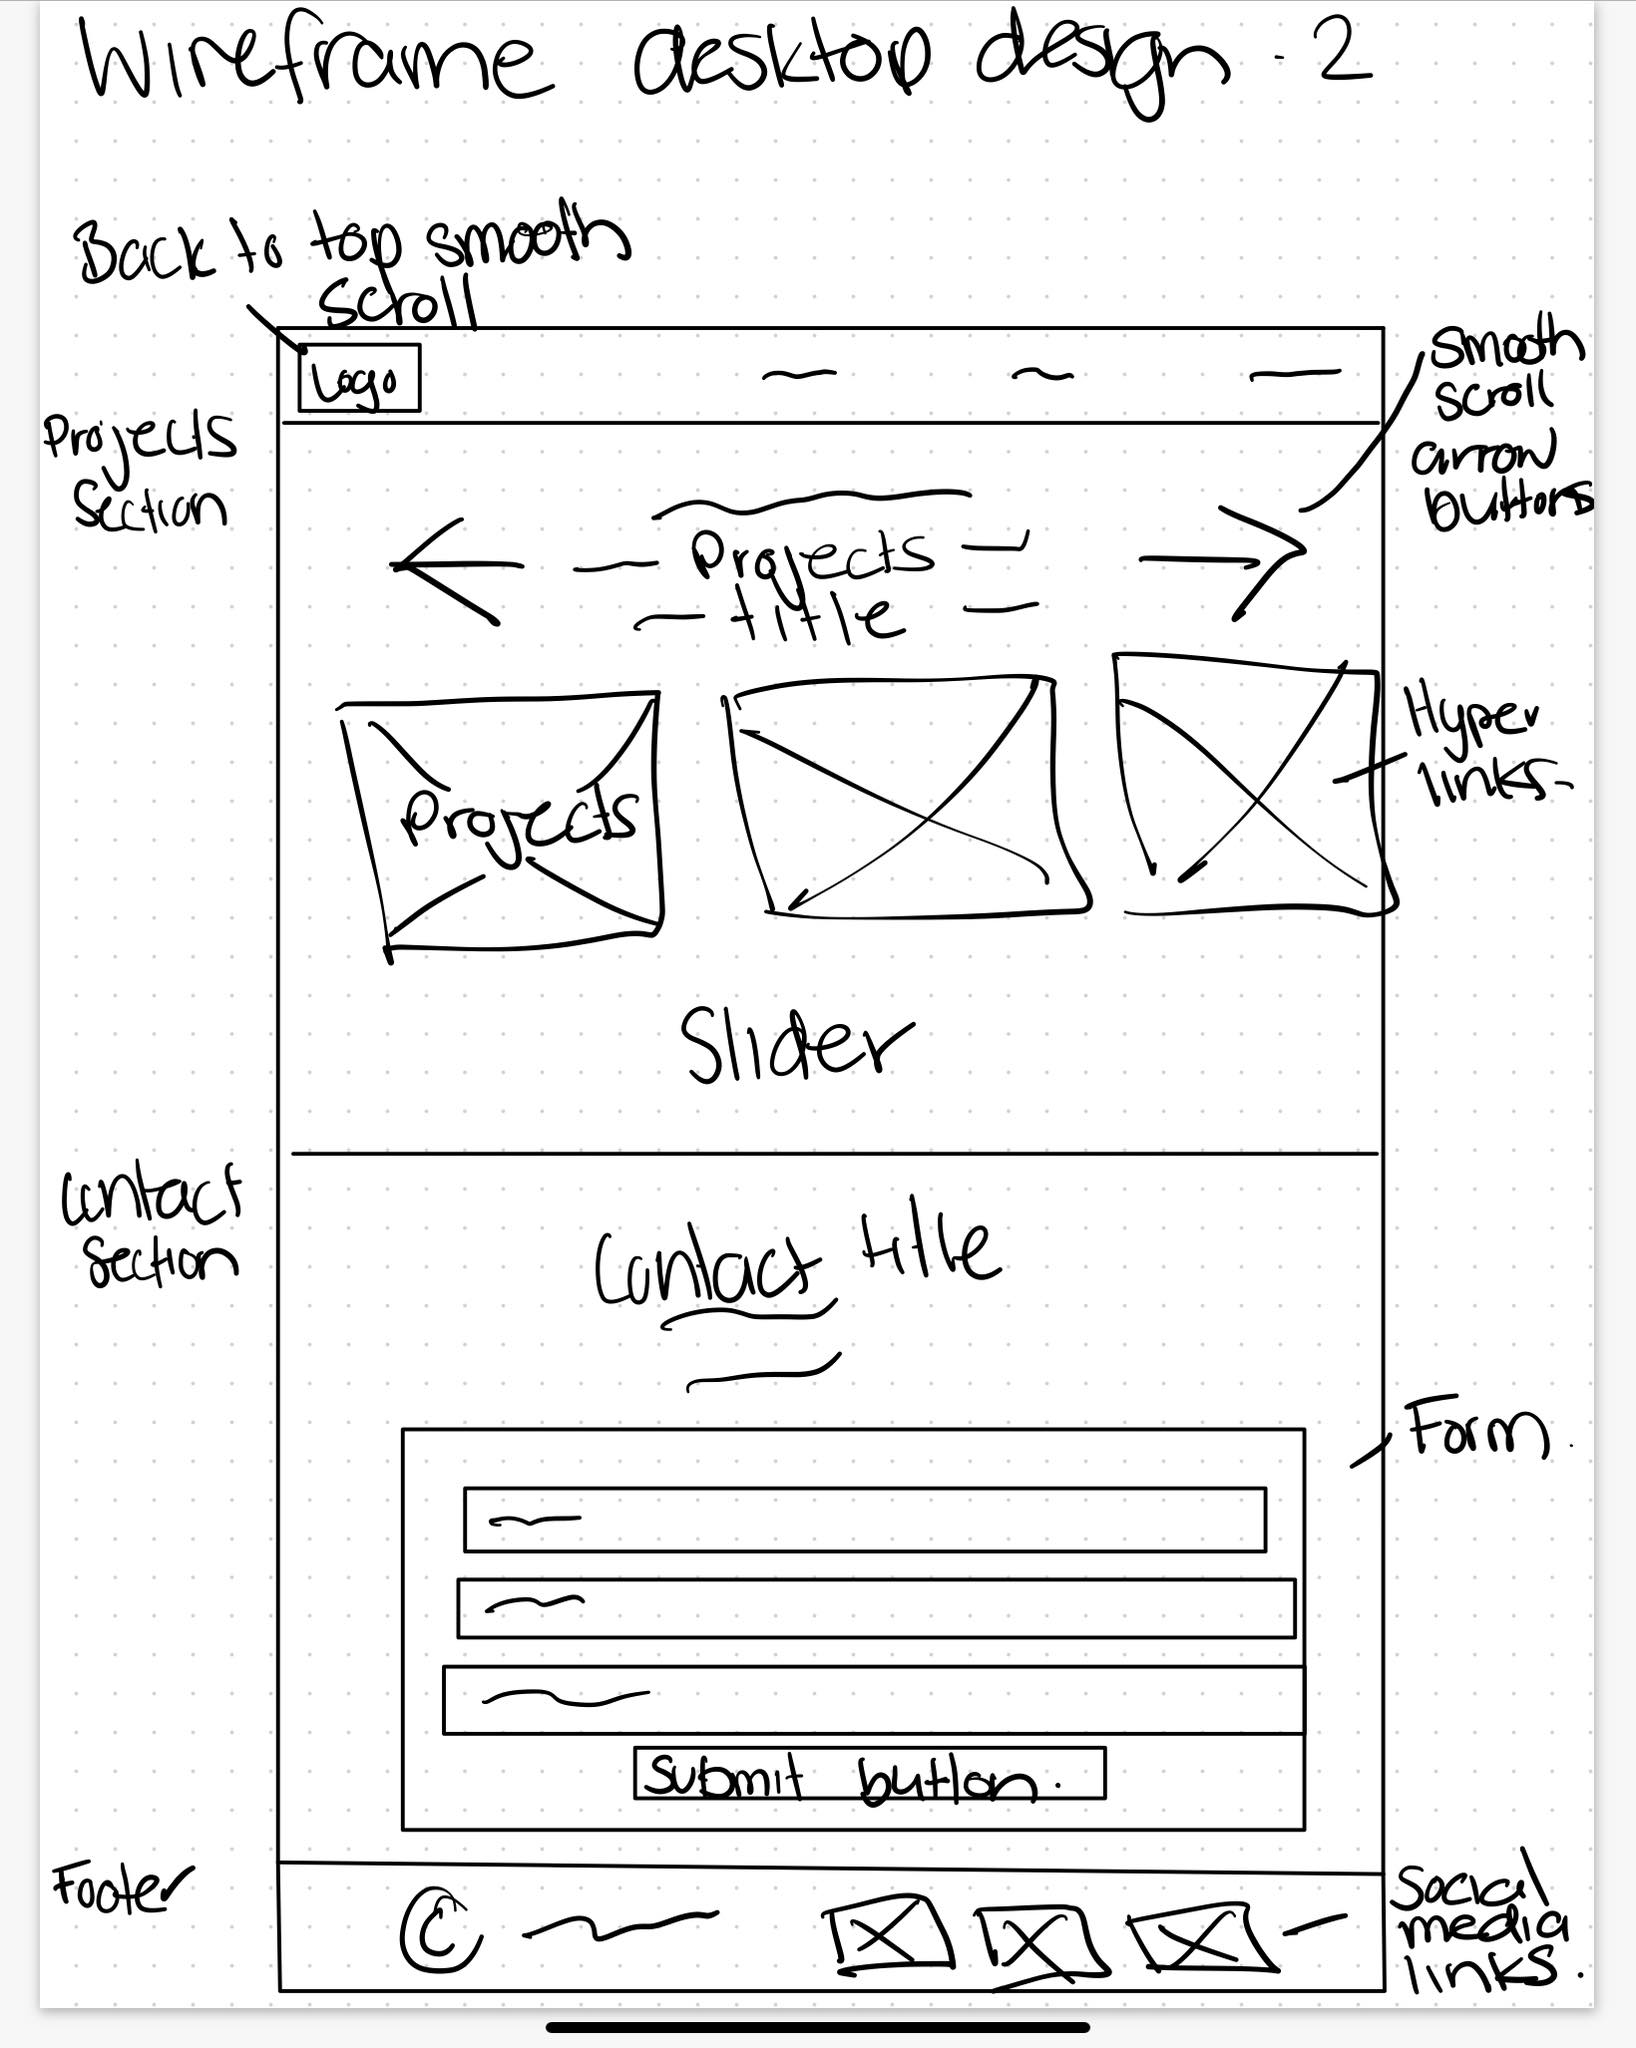 Wireframe desktop design - 2
Back to top smooth
scroll
Logo
smooth
scroll
arrow
buttons
Projects
Section
Projects
title
Hyper
links
Projects
Slider
Contact
Section
Contact title
Form.
Submit button.
Footer
©
Social
media
links.